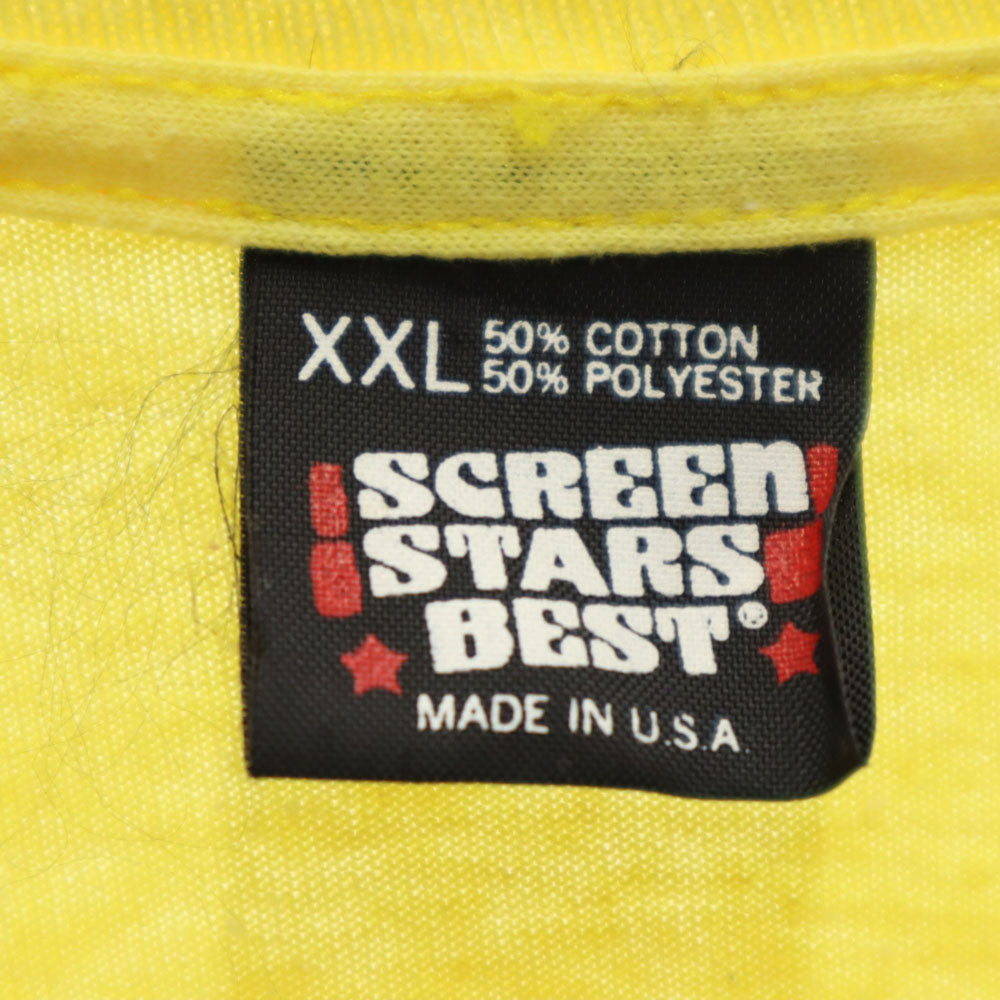 XXL 50% COTTON
50% POLYESTER
SCREEN
STARS
BEST®
MADE IN U.S.A.